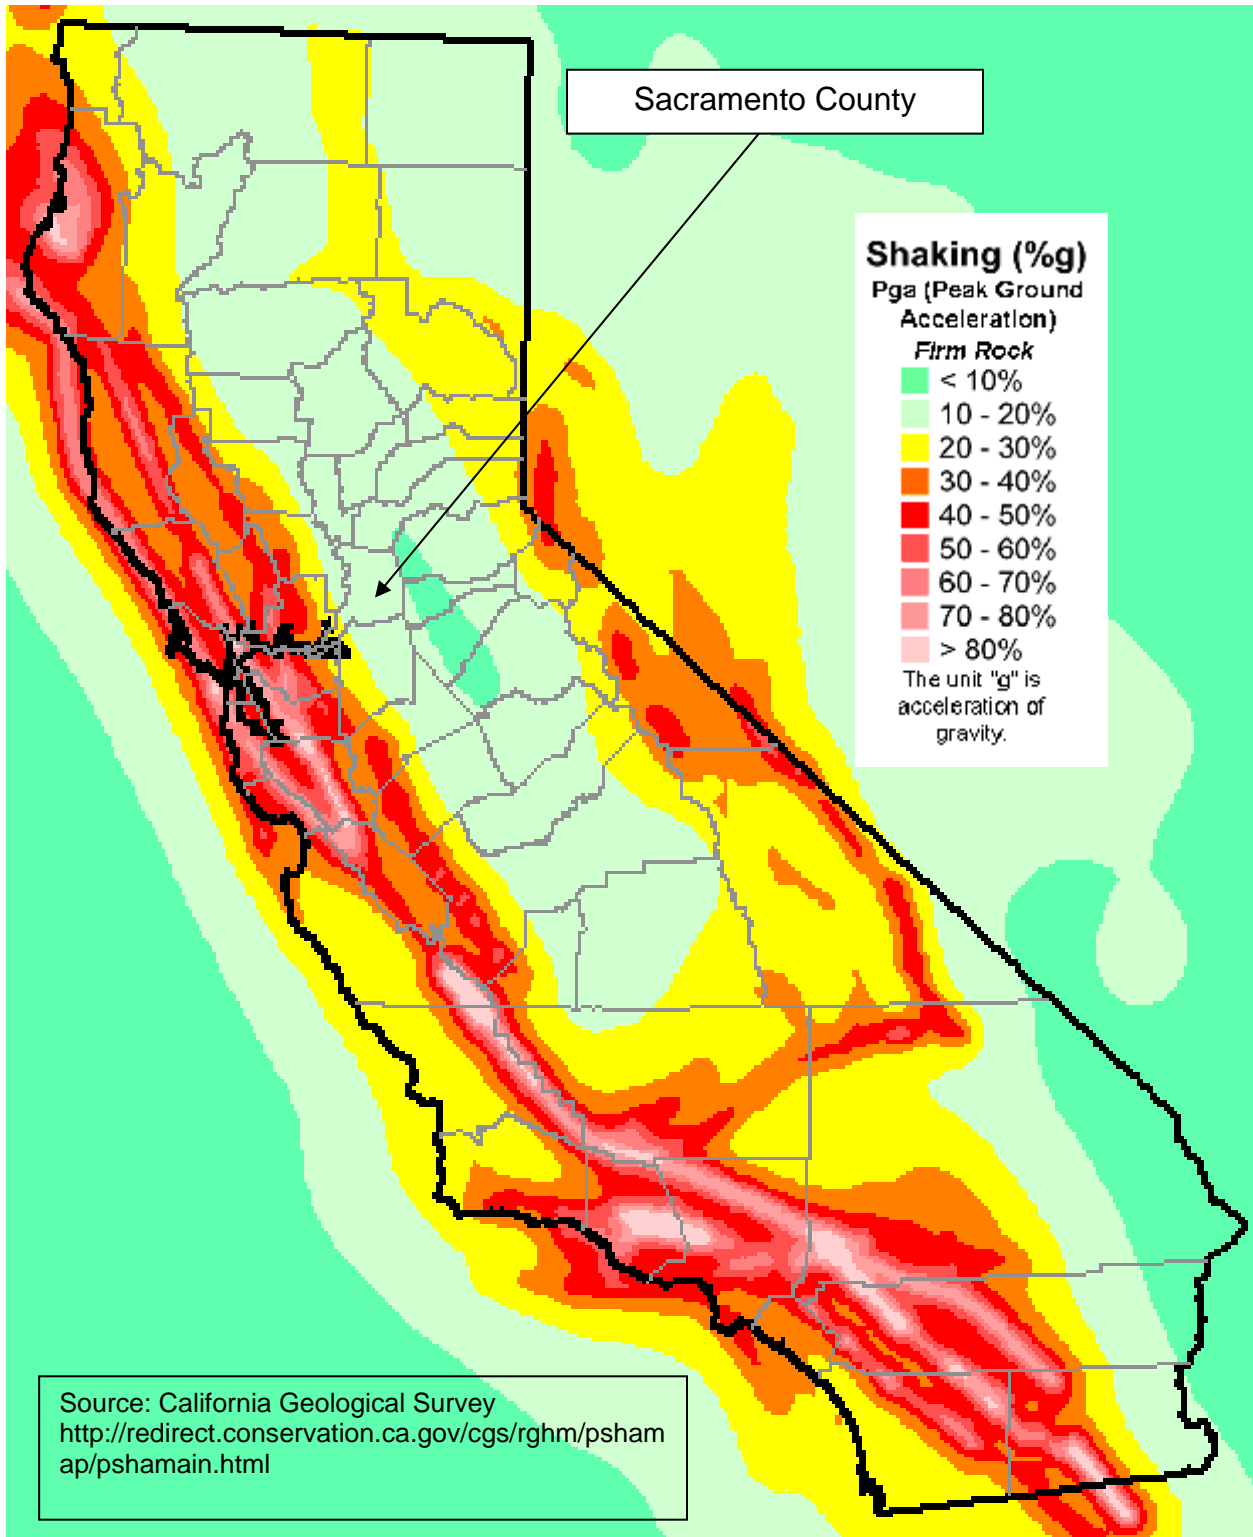 Sacramento County
Shaking (%g)
Pga (Peak Ground
Acceleration)
Firm Rock
< 10%
10 - 20%
20 - 30%
30 - 40%
40 - 50%
50 - 60%
60 - 70%
70 - 80%
> 80%
The unit "g" is
acceleration of
gravity.
Source: California Geological Survey
http://redirect.conservation.ca.gov/cgs/rghm/psham
ap/pshamain.html